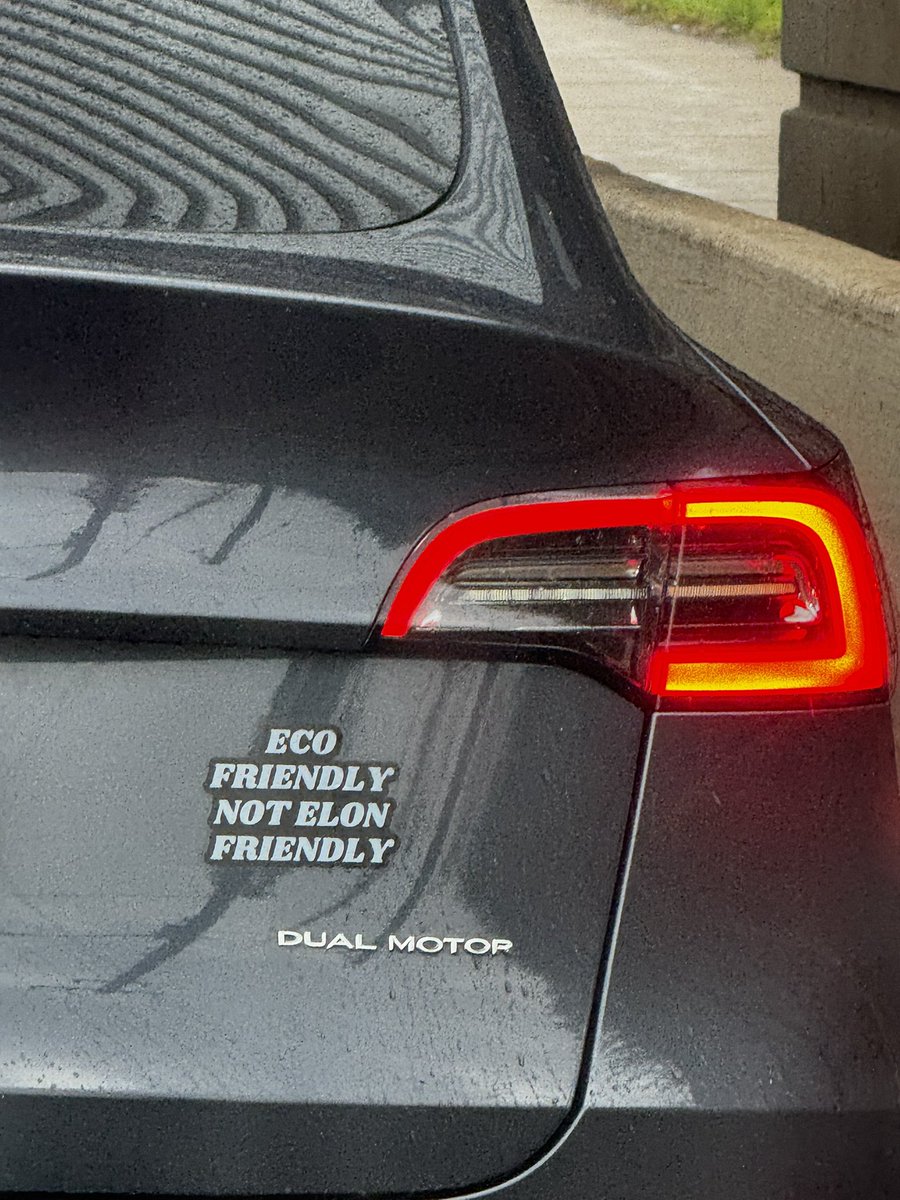 ECO
FRIENDLY
NOT ELON
FRIENDLY
DUAL MOTOR